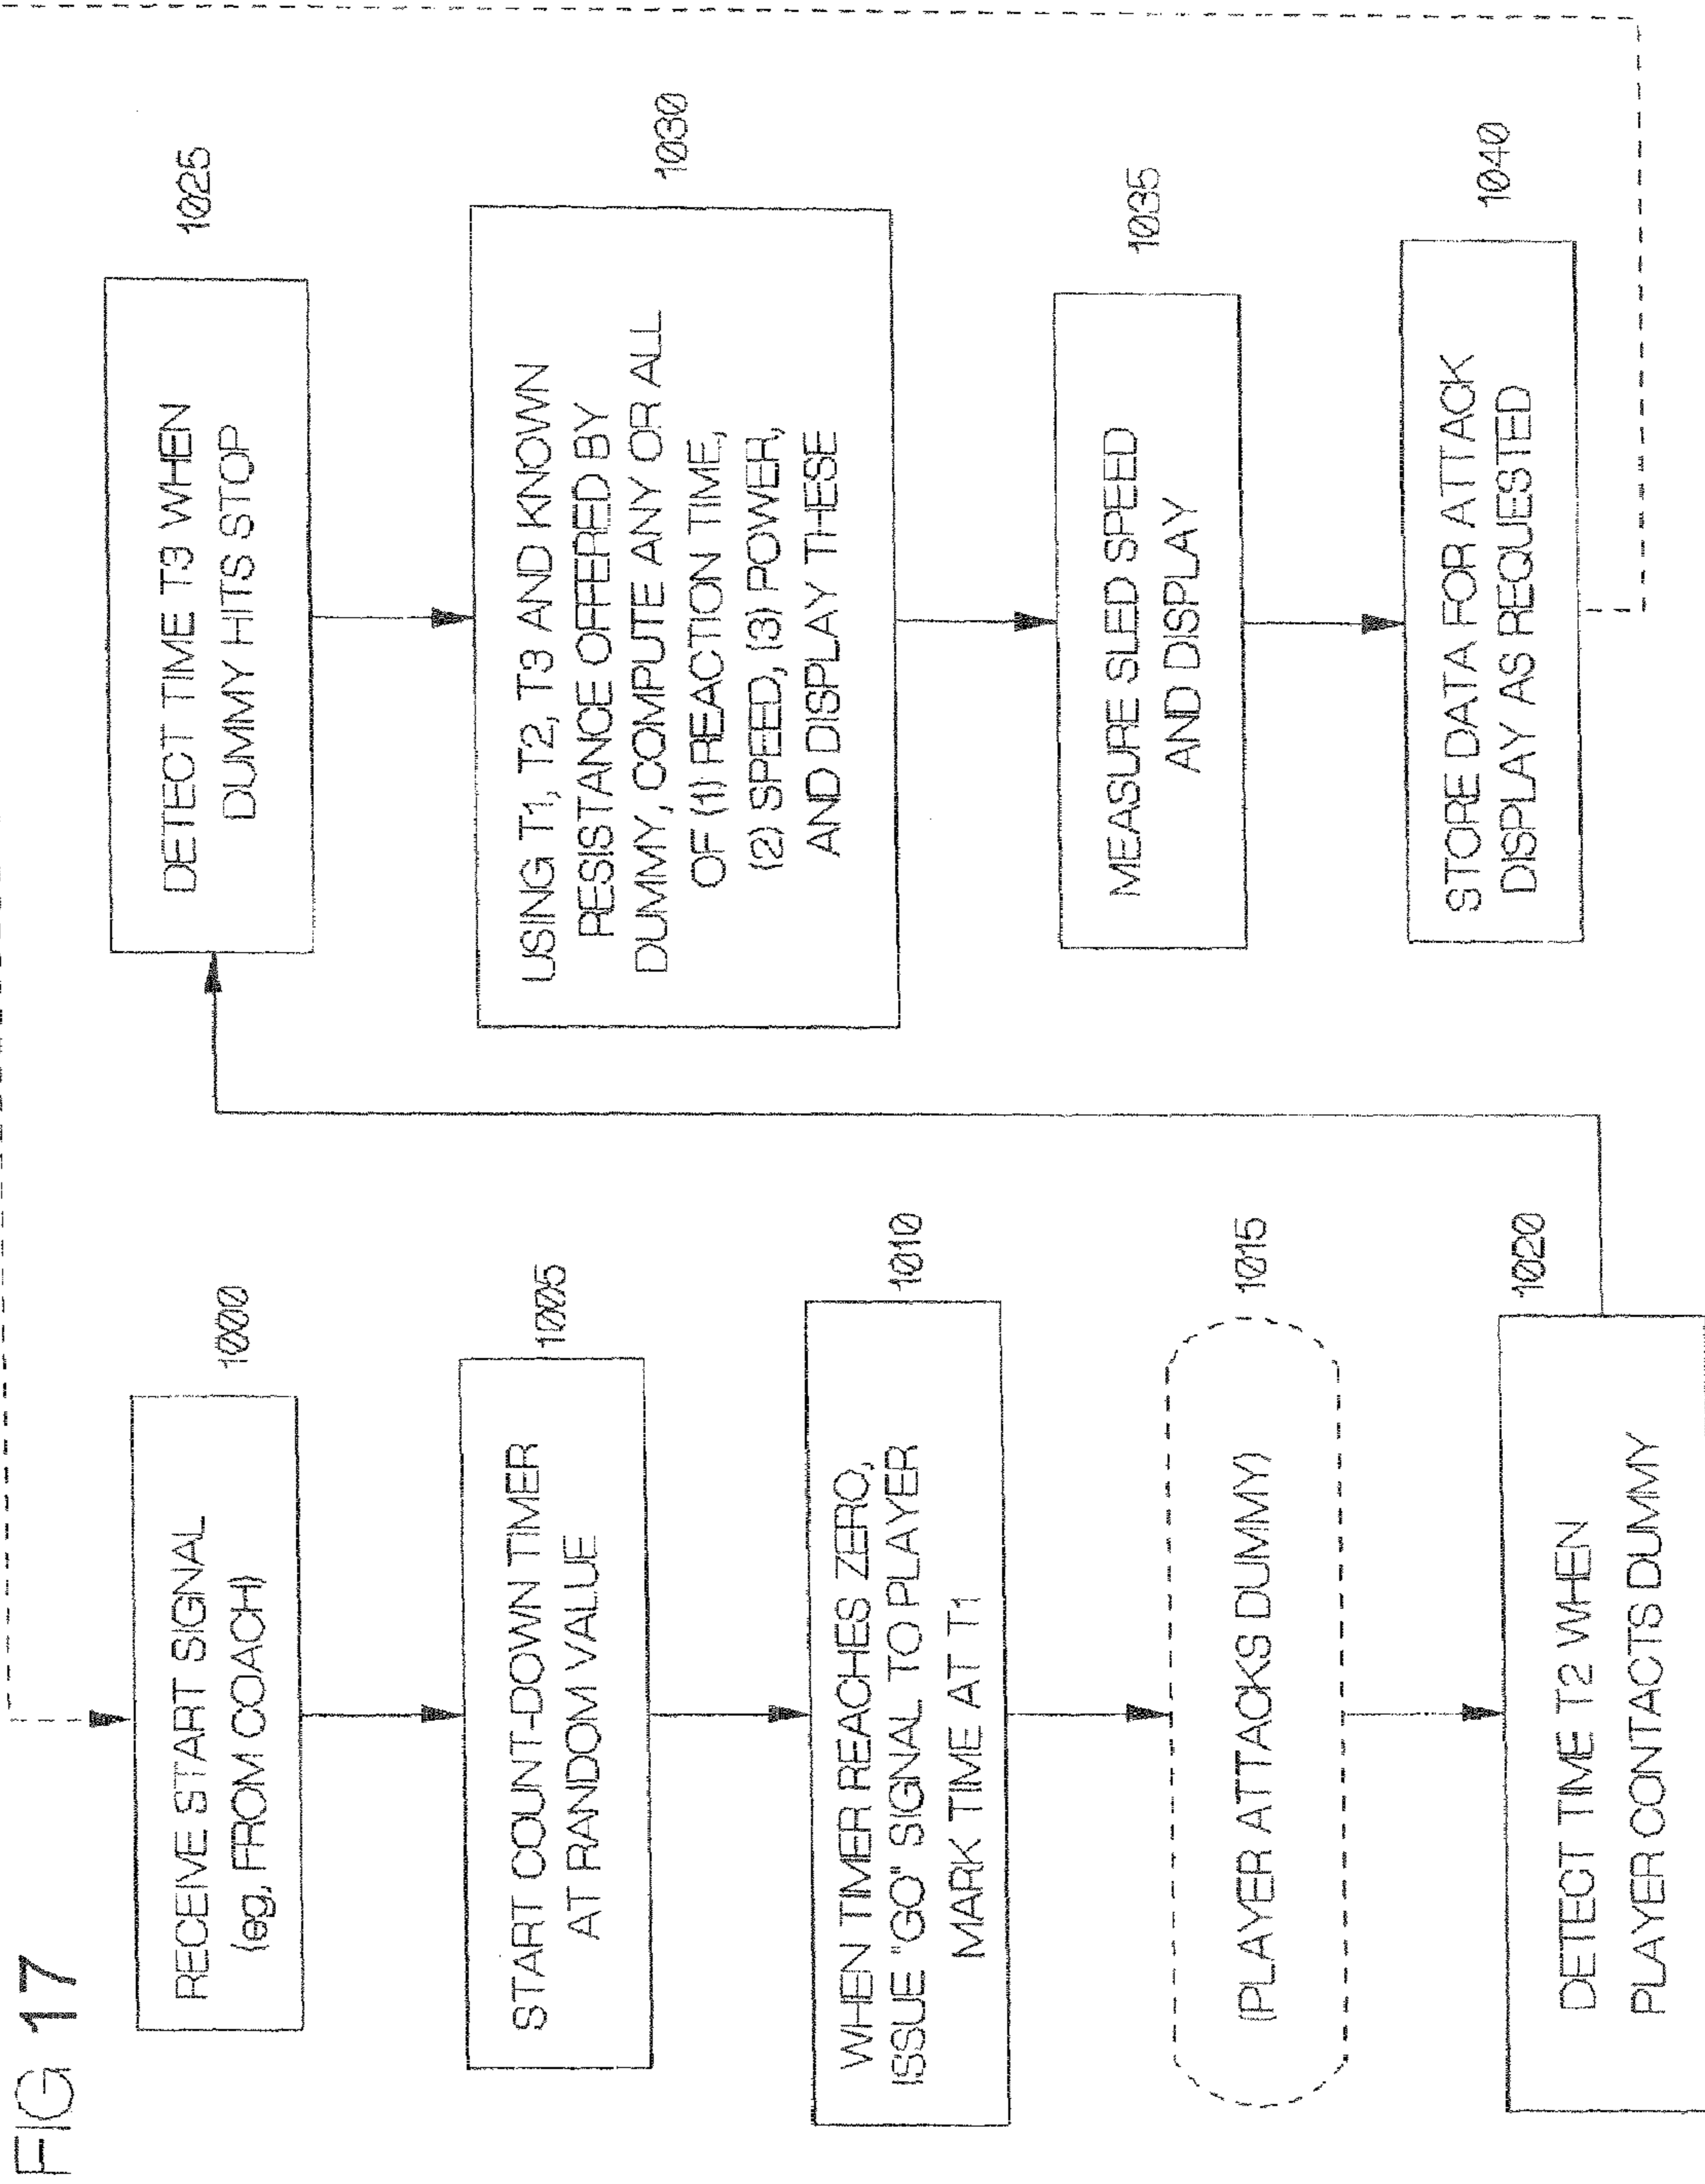 FIG 17
1000
RECEIVE START SIGNAL
(eg, FROM COACH)
1005
START COUNT-DOWN TIMER
AT RANDOM VALUE
1010
WHEN TIMER REACHES ZERO,
ISSUE "GO" SIGNAL TO PLAYER
MARK TIME AT T1
1015
(PLAYER ATTACKS DUMMY)
1020
DETECT TIME T2 WHEN
PLAYER CONTACTS DUMMY
1025
DETECT TIME T3 WHEN
DUMMY HITS STOP
1030
USING T1, T2, T3 AND KNOWN
RESISTANCE OFFERED BY
DUMMY, COMPUTE ANY OR ALL
OF (1) REACTION TIME,
(2) SPEED, (3) POWER,
AND DISPLAY THESE
1035
MEASURE SLED SPEED
AND DISPLAY
1040
STORE DATA FOR ATTACK
DISPLAY AS REQUESTED